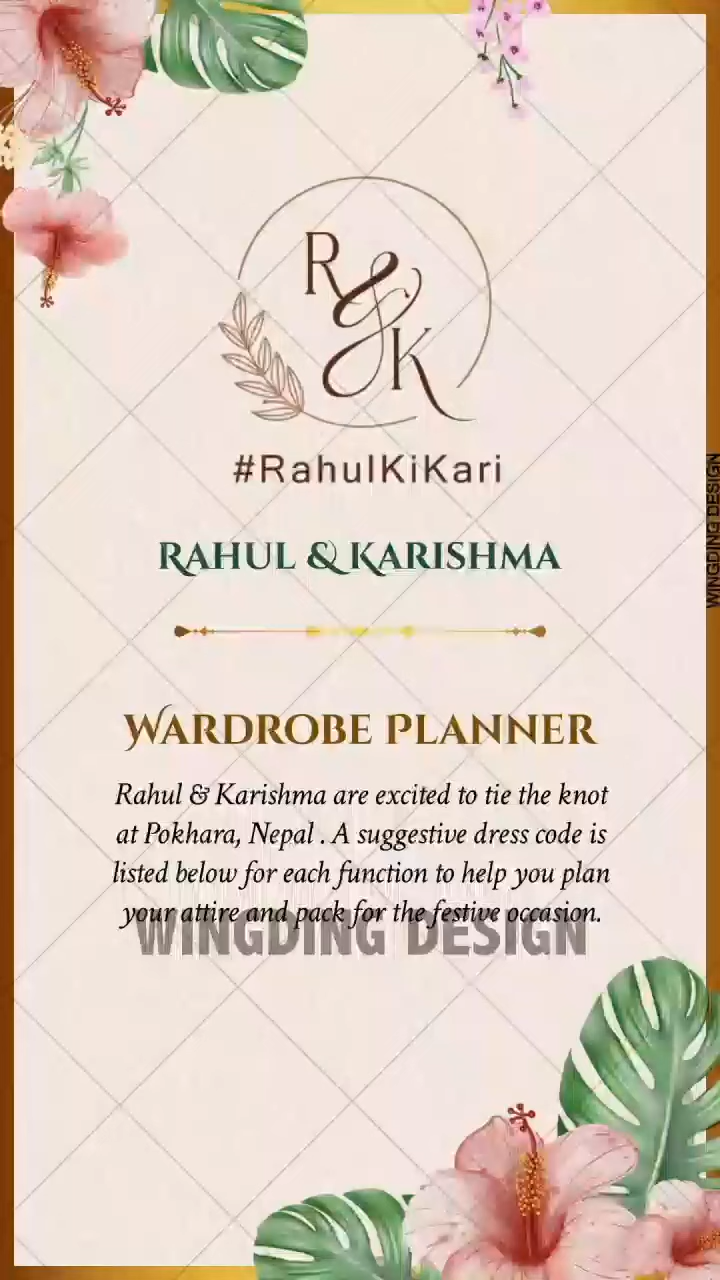 R & K
#RahulKiKari
RAHUL & KARISHMA
WARDROBE PLANNER
Rahul & Karishma are excited to tie the knot
at Pokhara, Nepal . A suggestive dress code is
listed below for each function to help you plan
your attire and pack for the festive occasion.
WINGDING DESIGN
WINGDING DESIGN